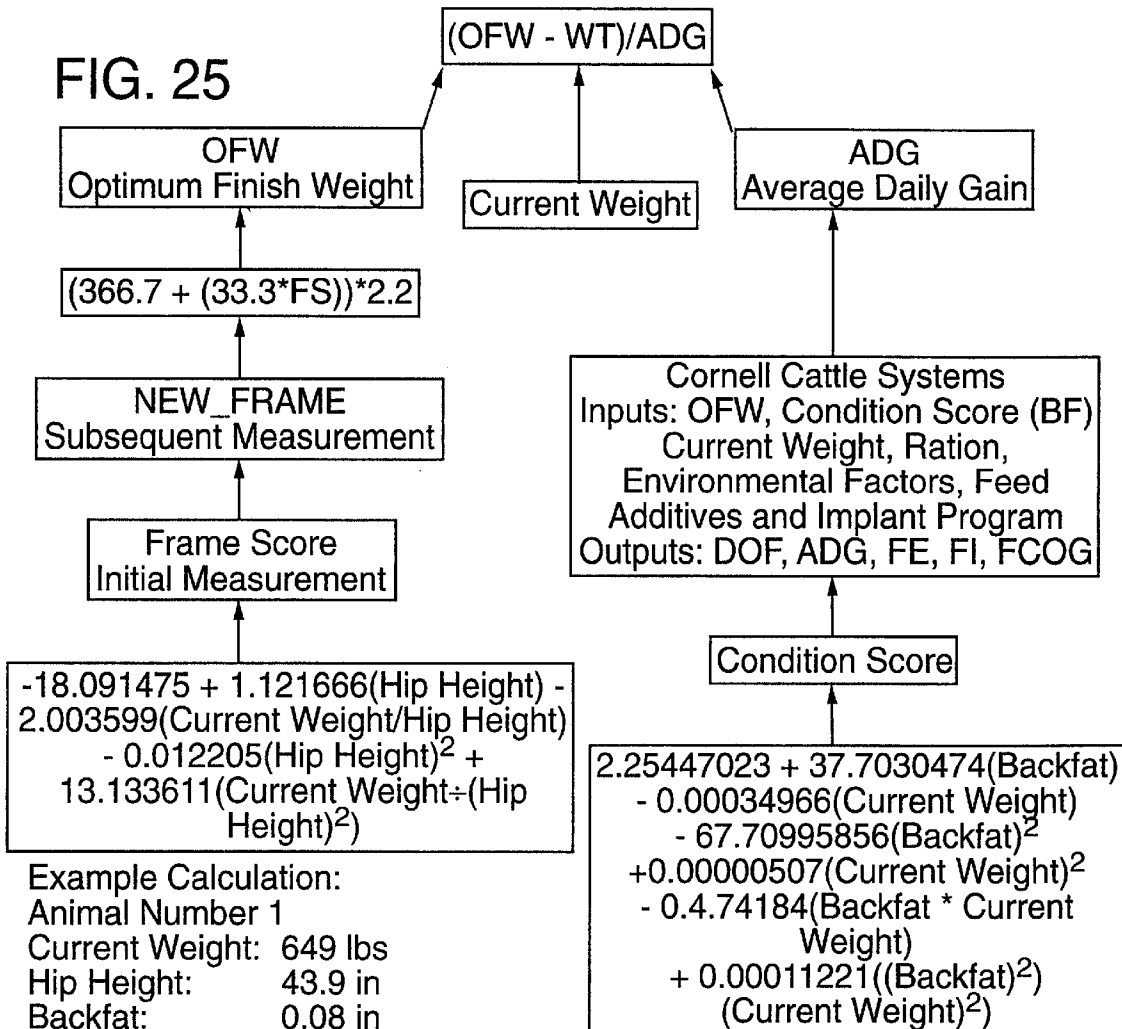 FIG. 25
(OFW - WT)/ADG
OFW
Optimum Finish Weight
Current Weight
ADG
Average Daily Gain
(366.7 + (33.3*FS))*2.2
NEW_FRAME
Subsequent Measurement
Frame Score
Initial Measurement
-18.091475 + 1.121666(Hip Height) -
2.003599(Current Weight/Hip Height)
- 0.012205(Hip Height)² +
13.133611(Current Weight÷(Hip
Height)²)
Example Calculation:
Animal Number 1
Current Weight: 649 lbs
Hip Height: 43.9 in
Backfat: 0.08 in
Cornell Cattle Systems
Inputs: OFW, Condition Score (BF)
Current Weight, Ration,
Environmental Factors, Feed
Additives and Implant Program
Outputs: DOF, ADG, FE, FI, FCOG
Condition Score
2.25447023 + 37.7030474(Backfat)
- 0.00034966(Current Weight)
- 67.70995856(Backfat)²
+0.00000507(Current Weight)²
- 0.4.74184(Backfat * Current
Weight)
+ 0.00011221((Backfat)²)
(Current Weight)²)